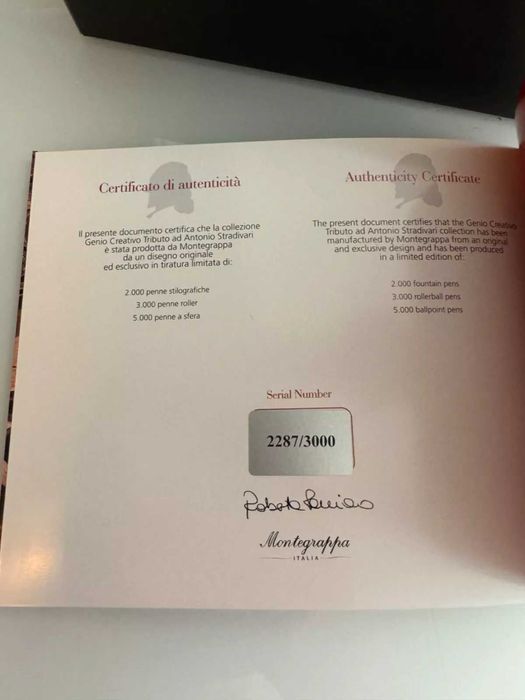 Certificato di autenticità
Il presente documento certifica che la collezione
Genio Creativo Tributo ad Antonio Stradivari
è stata prodotta da Montegrappa
da un disegno originale
ed esclusivo in tiratura limitata di:
2.000 penne stilografiche
3.000 penne roller
5.000 penne a sfera
Authenticity Certificate
The present document certifies that the Genio Creativo
Tributo ad Antonio Stradivari collection has been
manufactured by Montegrappa from an original
and exclusive design and has been produced
in a limited edition of:
2.000 fountain pens
3.000 rollerball pens
5.000 ballpoint pens
Serial Number
2287/3000
Montegrappa
ITALIA